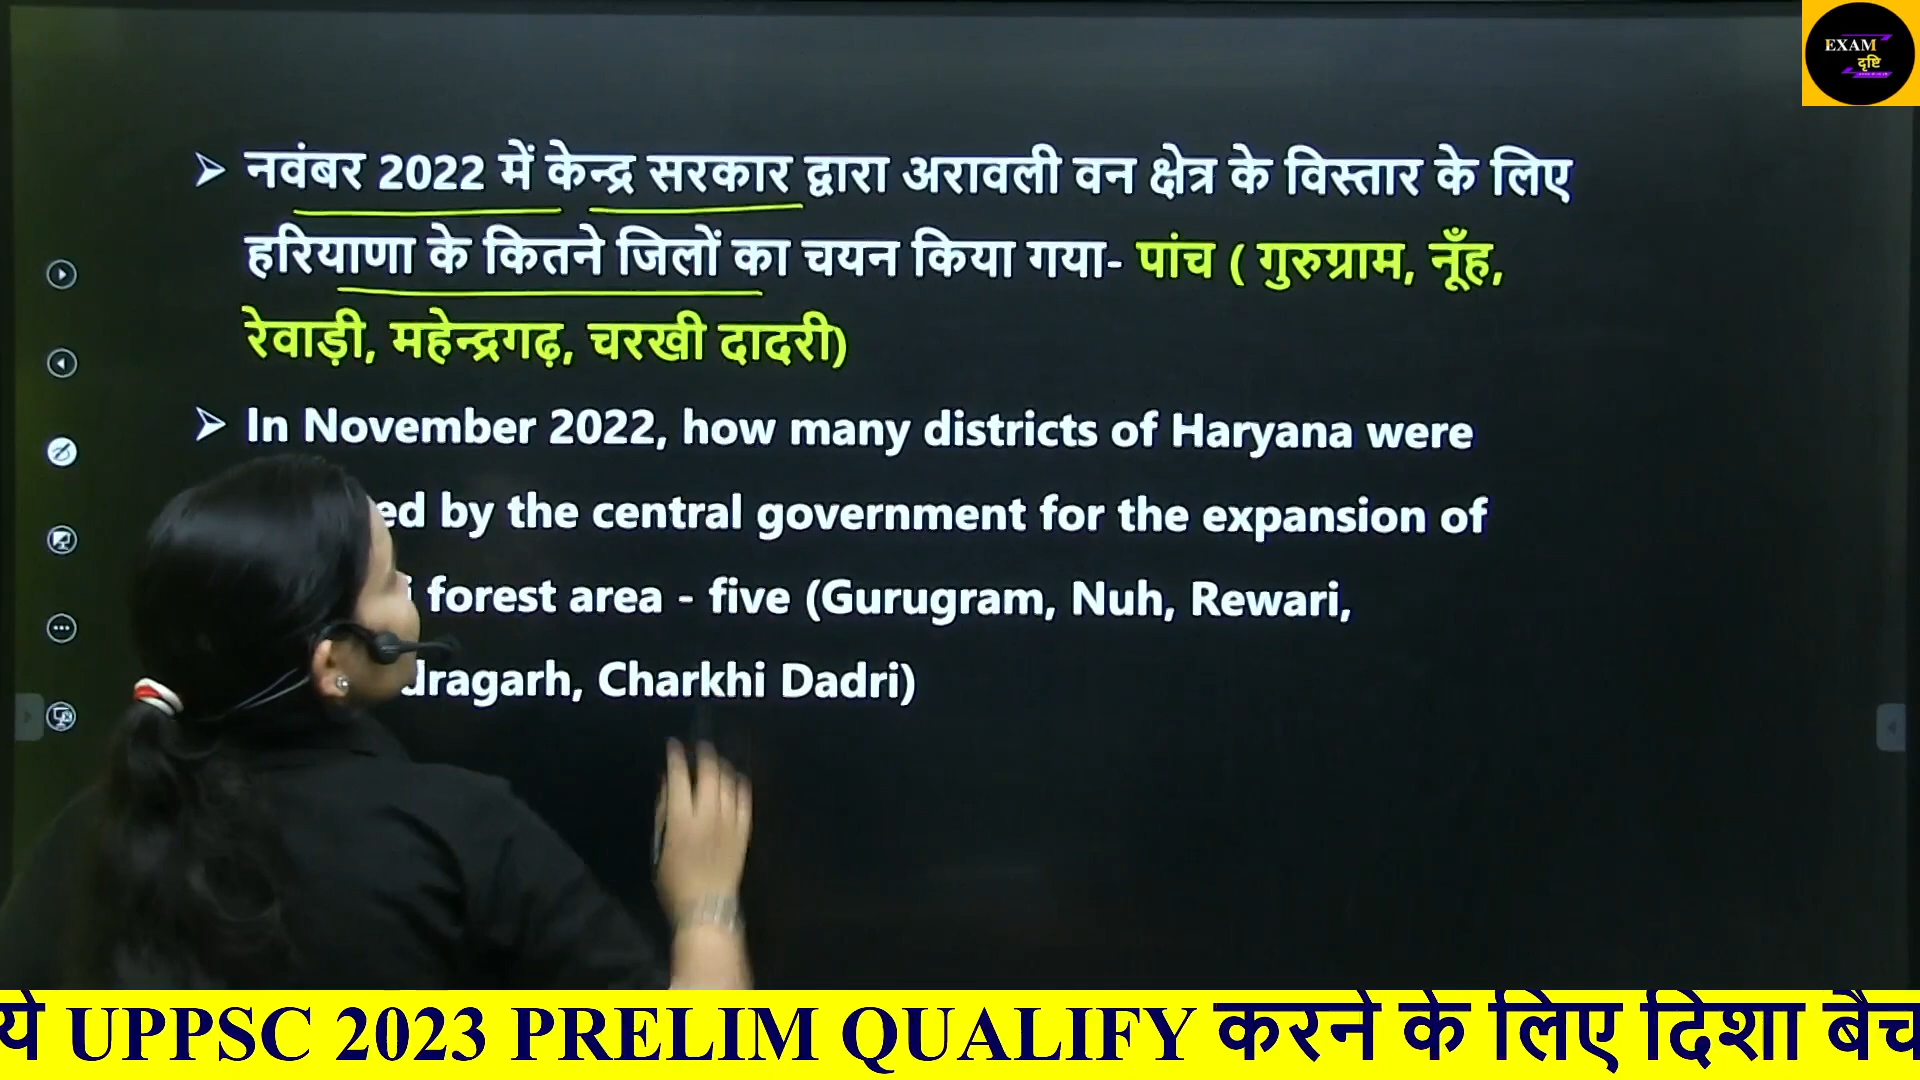 EXAM
दृष्टि
नवंबर 2022 में केन्द्र सरकार द्वारा अरावली वन क्षेत्र के विस्तार के लिए
हरियाणा के कितने जिलों का चयन किया गया- पांच ( गुरुग्राम, नूँह,
रेवाड़ी, महेन्द्रगढ़, चरखी दादरी)
In November 2022, how many districts of Haryana were
ed by the central government for the expansion of
forest area - five (Gurugram, Nuh, Rewari,
dragarh, Charkhi Dadri)
ये UPPSC 2023 PRELIM QUALIFY करने के लिए दिशा बैच